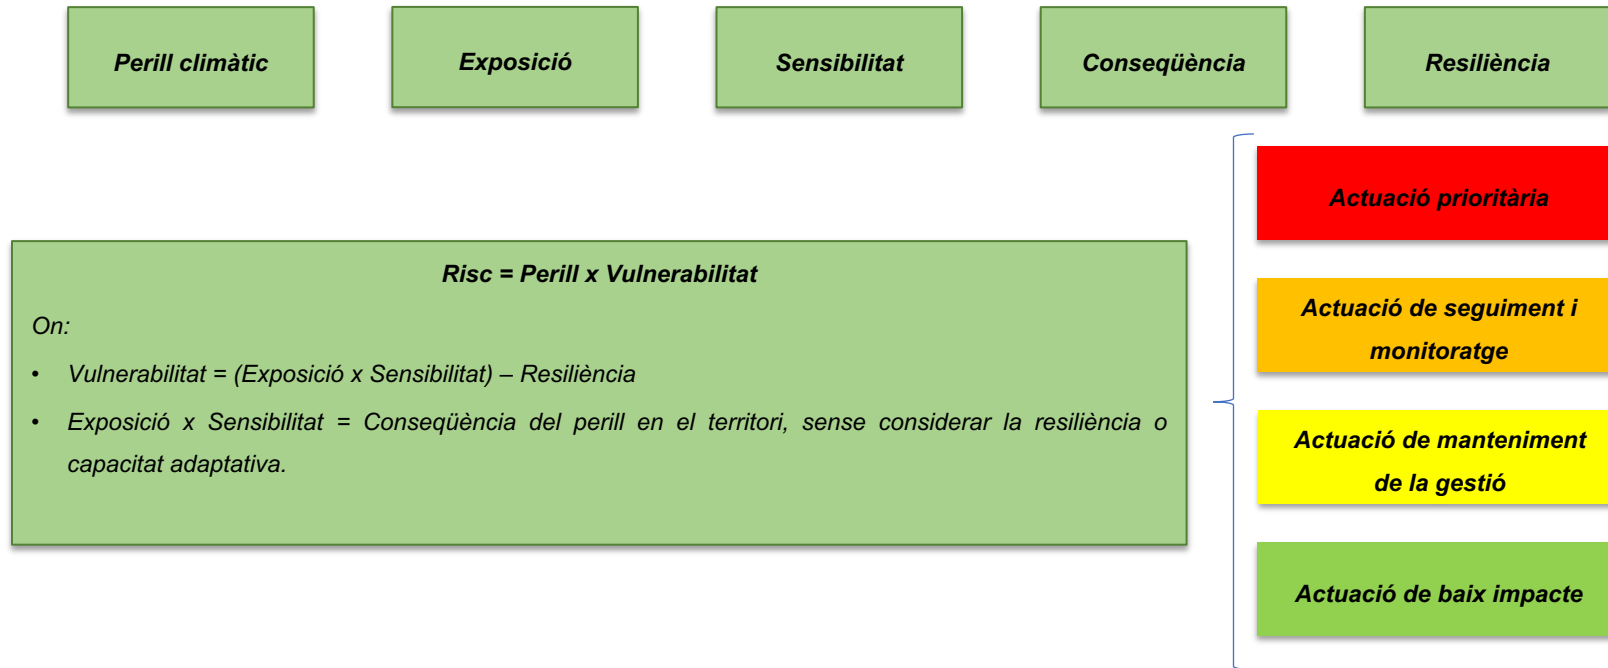 Perill climàtic
Exposició
Sensibilitat
Conseqüència
Resiliència
Risc = Perill x Vulnerabilitat
On:
• Vulnerabilitat = (Exposició x Sensibilitat) – Resiliència
• Exposició x Sensibilitat = Conseqüència del perill en el territori, sense considerar la resiliència o
capacitat adaptativa.
Actuació prioritària
Actuació de seguiment i
monitoratge
Actuació de manteniment
de la gestió
Actuació de baix impacte